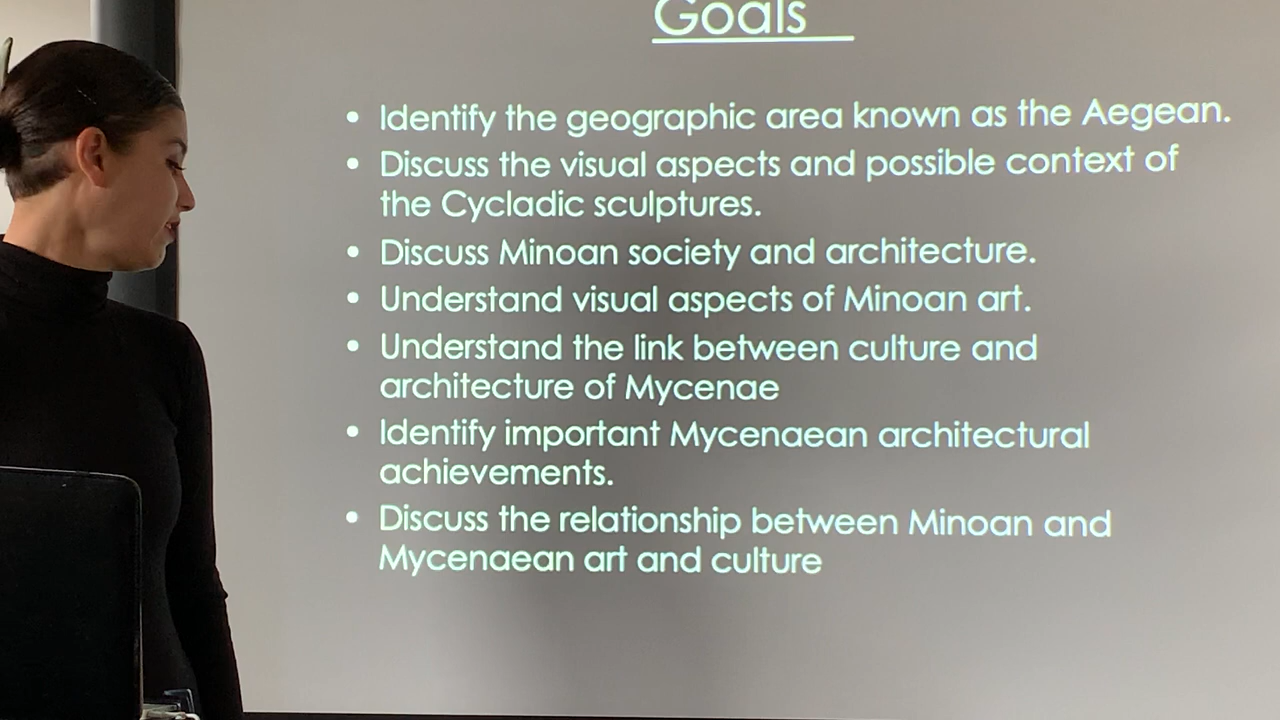 Goals
• Identify the geographic area known as the Aegean.
• Discuss the visual aspects and possible context of
the Cycladic sculptures.
• Discuss Minoan society and architecture.
• Understand visual aspects of Minoan art.
• Understand the link between culture and
architecture of Mycenae
• Identify important Mycenaean architectural
achievements.
• Discuss the relationship between Minoan and
Mycenaean art and culture